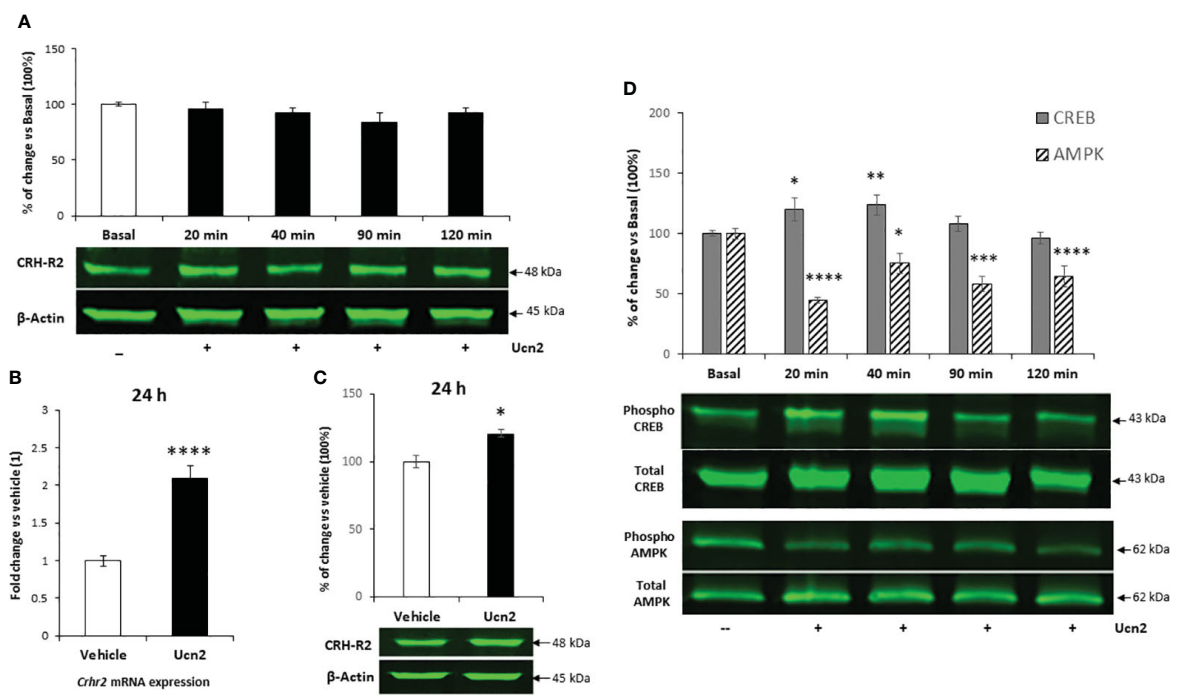 A
% of change vs Basal (100%)
150
100
50
0
Basal 20 min 40 min 90 min 120 min
CRH-R2
48 kDa
β-Actin
45 kDa
– + + + + Ucn2
B
24 h
Fold change vs vehicle (1)
3
2.5
2
1.5
1
0.5
0
****
Vehicle Ucn2
Crhr2 mRNA expression
C
24 h
% of change vs vehicle (100%)
150
100
50
0
*
Vehicle Ucn2
CRH-R2
48 kDa
β-Actin
45 kDa
D
% of change vs Basal (100%)
200
150
100
50
0
CREB
AMPK
* ****
** *
***
****
Basal 20 min 40 min 90 min 120 min
Phospho
CREB
43 kDa
Total
CREB
43 kDa
Phospho
AMPK
62 kDa
Total
AMPK
62 kDa
-- + + + + Ucn2